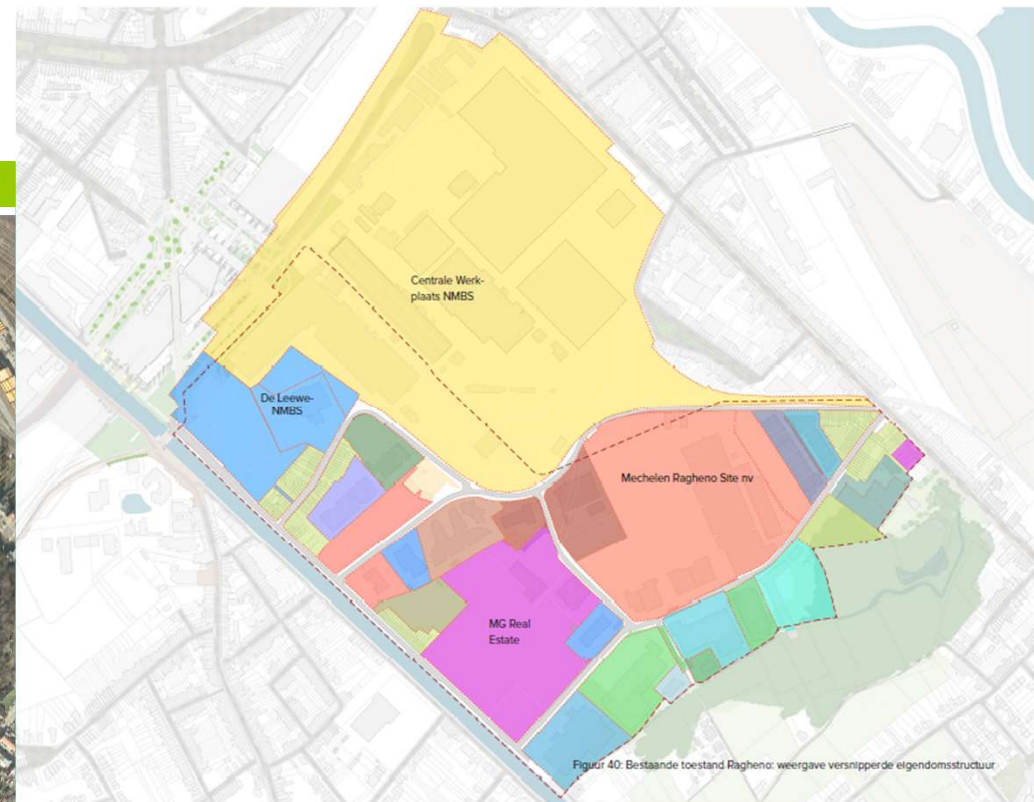 Centrale Werk-
plaats NMBS
De Leewe-
NMBS
Mechelen Ragheno Site nv
MG Real
Estate
Figuur 40: Bestaande toestand Ragheno: weergave versnipperde eigendomsstructuur